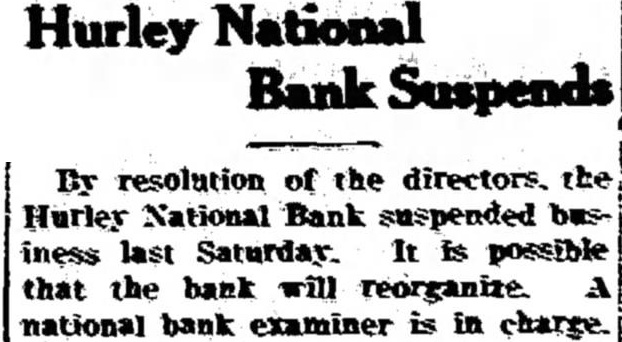 Hurley National
Bank Suspends
By resolution of the directors, the
Hurley National Bank suspended bus-
iness last Saturday. It is possible
that the bank will reorganize. A
national bank examiner is in charge.